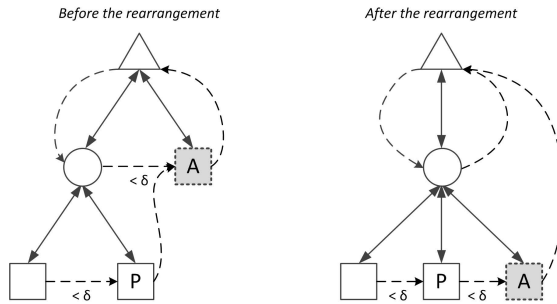 Before the rearrangement
After the rearrangement
A
< δ
P
< δ
P
A
< δ
< δ